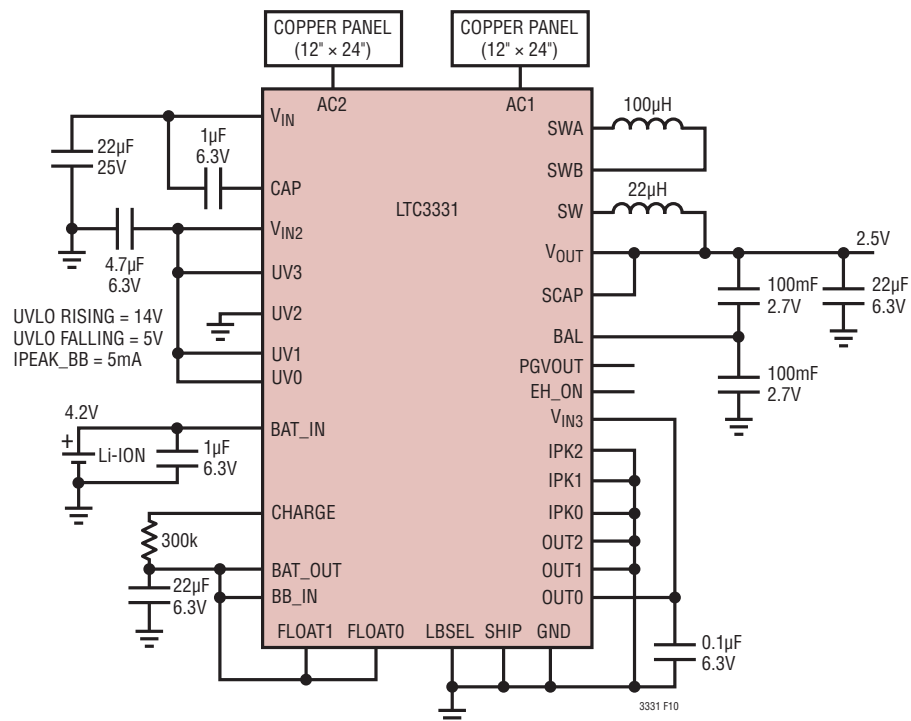 COPPER PANEL
(12" × 24")
COPPER PANEL
(12" × 24")
AC2
AC1
VIN
1µF
6.3V
22µF
25V
CAP
VIN2
4.7µF
6.3V
UV3
UVLO RISING = 14V
UVLO FALLING = 5V
IPEAK_BB = 5mA
UV2
UV1
UV0
4.2V
BAT_IN
+
Li-ION
1µF
6.3V
CHARGE
300k
BAT_OUT
22µF
6.3V
BB_IN
FLOAT1
FLOAT0
LBSEL
SHIP
GND
LTC3331
100µH
SWA
SWB
22µH
SW
VOUT
2.5V
SCAP
100mF
2.7V
22µF
6.3V
BAL
PGVOUT
EH_ON
100mF
2.7V
VIN3
IPK2
IPK1
IPK0
OUT2
OUT1
OUT0
0.1µF
6.3V
3331 F10